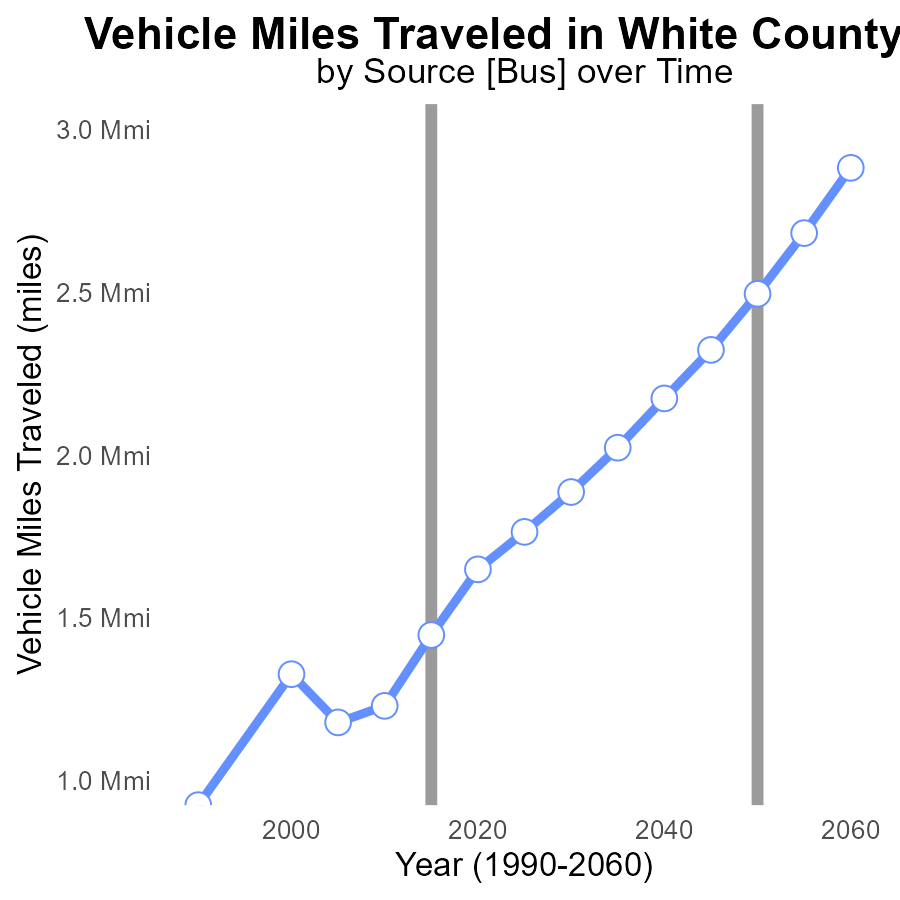 Vehicle Miles Traveled in White County
by Source [Bus] over Time
3.0 Mmi
2.5 Mmi
2.0 Mmi
1.5 Mmi
1.0 Mmi
Vehicle Miles Traveled (miles)
2000 2020 2040 2060
Year (1990-2060)